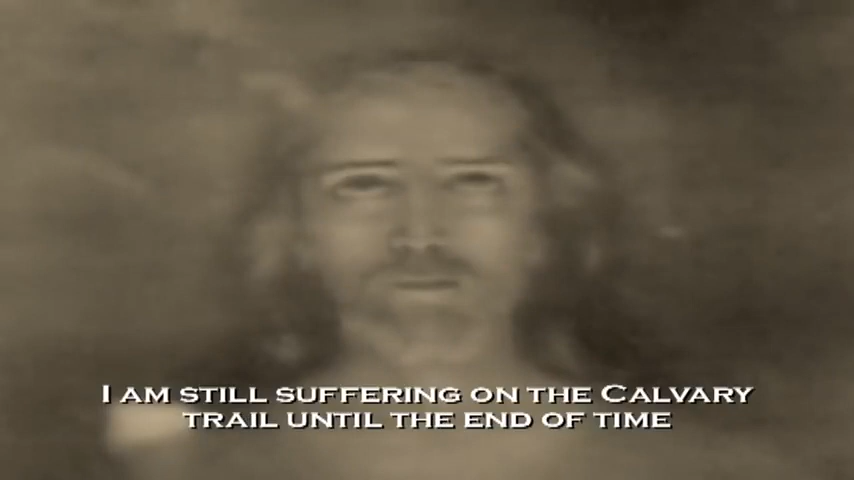 I AM STILL SUFFERING ON THE CALVARY
TRAIL UNTIL THE END OF TIME